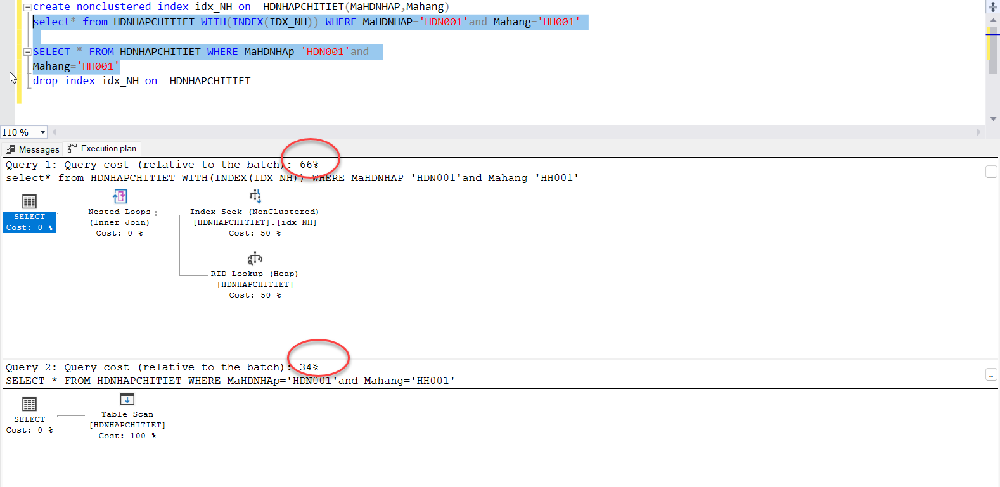 create nonclustered index idx_NH on  HDNHAPCHITIET(MaHDNHAP,Mahang)
select* from HDNHAPCHITIET WITH(INDEX(IDX_NH)) WHERE MaHDNHAP='HDN001'and Mahang='HH001'
SELECT * FROM HDNHAPCHITIET WHERE MaHDNHAp='HDN001'and
Mahang='HH001'
drop index idx_NH on  HDNHAPCHITIET
110 %
Messages Execution plan
Query 1: Query cost (relative to the batch): 66%
select* from HDNHAPCHITIET WITH(INDEX(IDX_NH)) WHERE MaHDNHAP='HDN001'and Mahang='HH001'
SELECT
Cost: 0 %
Nested Loops
(Inner Join)
Cost: 0 %
Index Seek (NonClustered)
[HDNHAPCHITIET].[idx_NH]
Cost: 50 %
RID Lookup (Heap)
[HDNHAPCHITIET]
Cost: 50 %
Query 2: Query cost (relative to the batch): 34%
SELECT * FROM HDNHAPCHITIET WHERE MaHDNHAp='HDN001'and Mahang='HH001'
SELECT
Cost: 0 %
Table Scan
[HDNHAPCHITIET]
Cost: 100 %